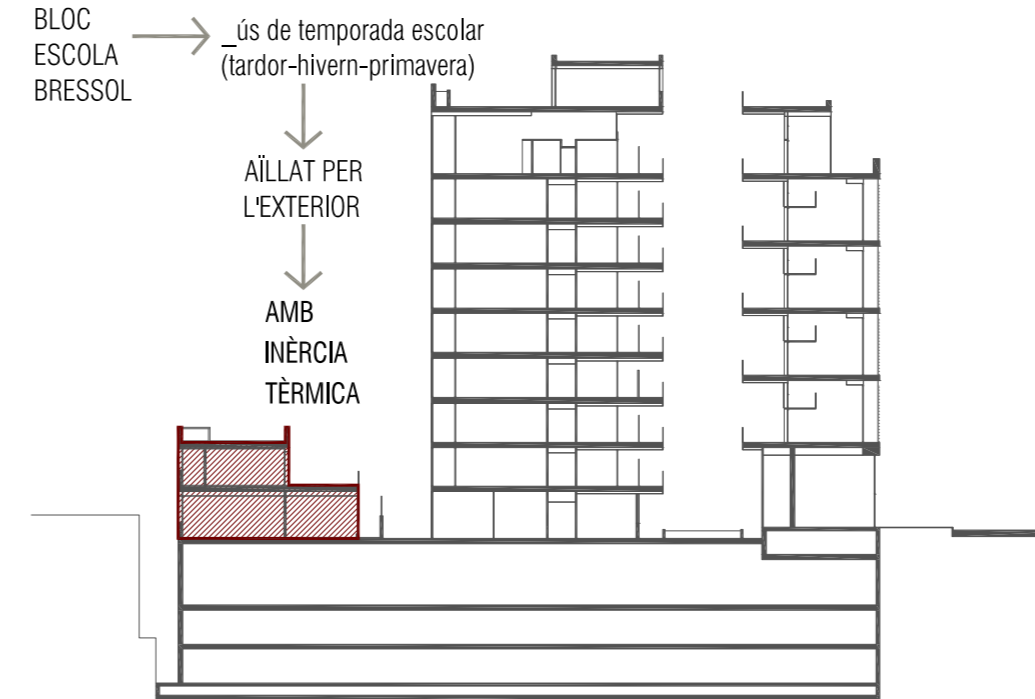 BLOC
ESCOLA
BRESSOL
_ús de temporada escolar
(tardor-hivern-primavera)
AÏLLAT PER
L'EXTERIOR
AMB
INÈRCIA
TÈRMICA